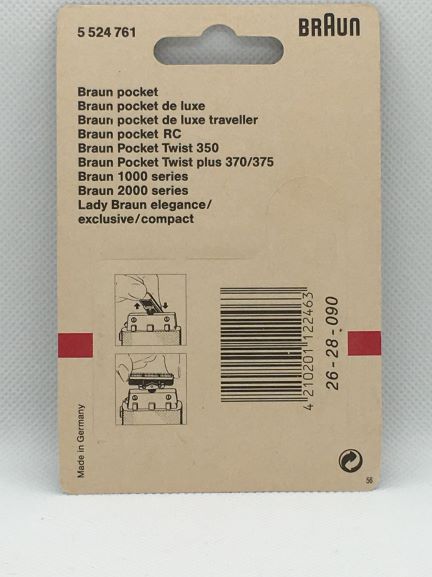 5 524 761
BRAUN
Braun pocket
Braun pocket de luxe
Braun pocket de luxe traveller
Braun pocket RC
Braun Pocket Twist 350
Braun Pocket Twist plus 370/375
Braun 1000 series
Braun 2000 series
Lady Braun elegance/
exclusive/compact
4 210201 122463
26-28-090
Made in Germany
56